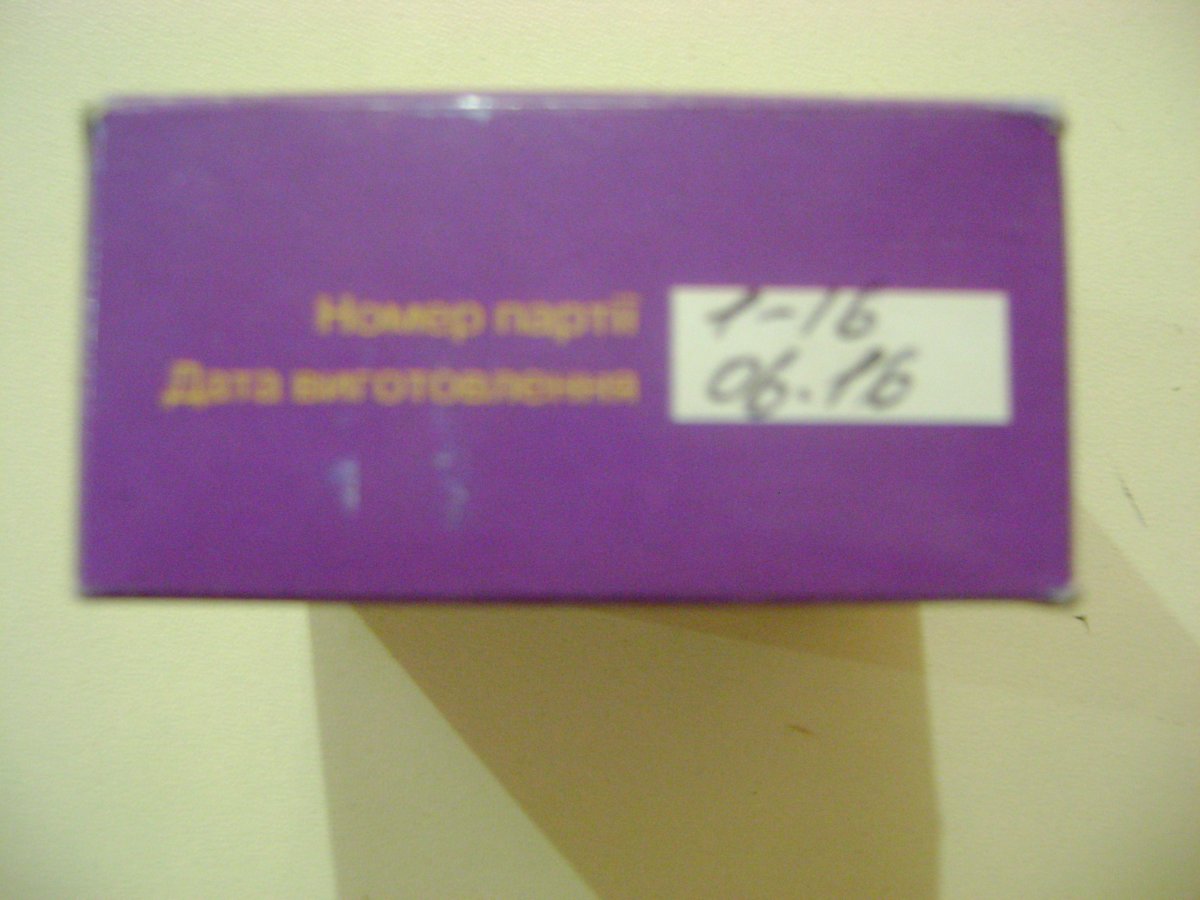 Номер партії 1-16
Дата виготовлення 06.16